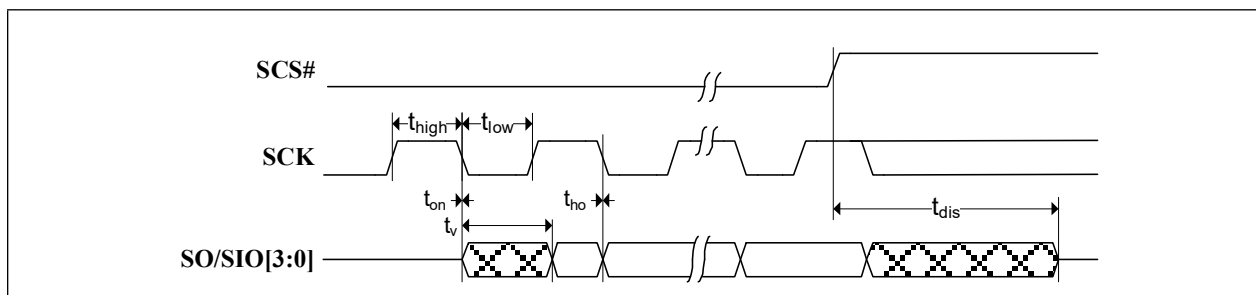 SCS#
thigh
tlow
SCK
ton
tho
tv
tdis
SO/SIO[3:0]